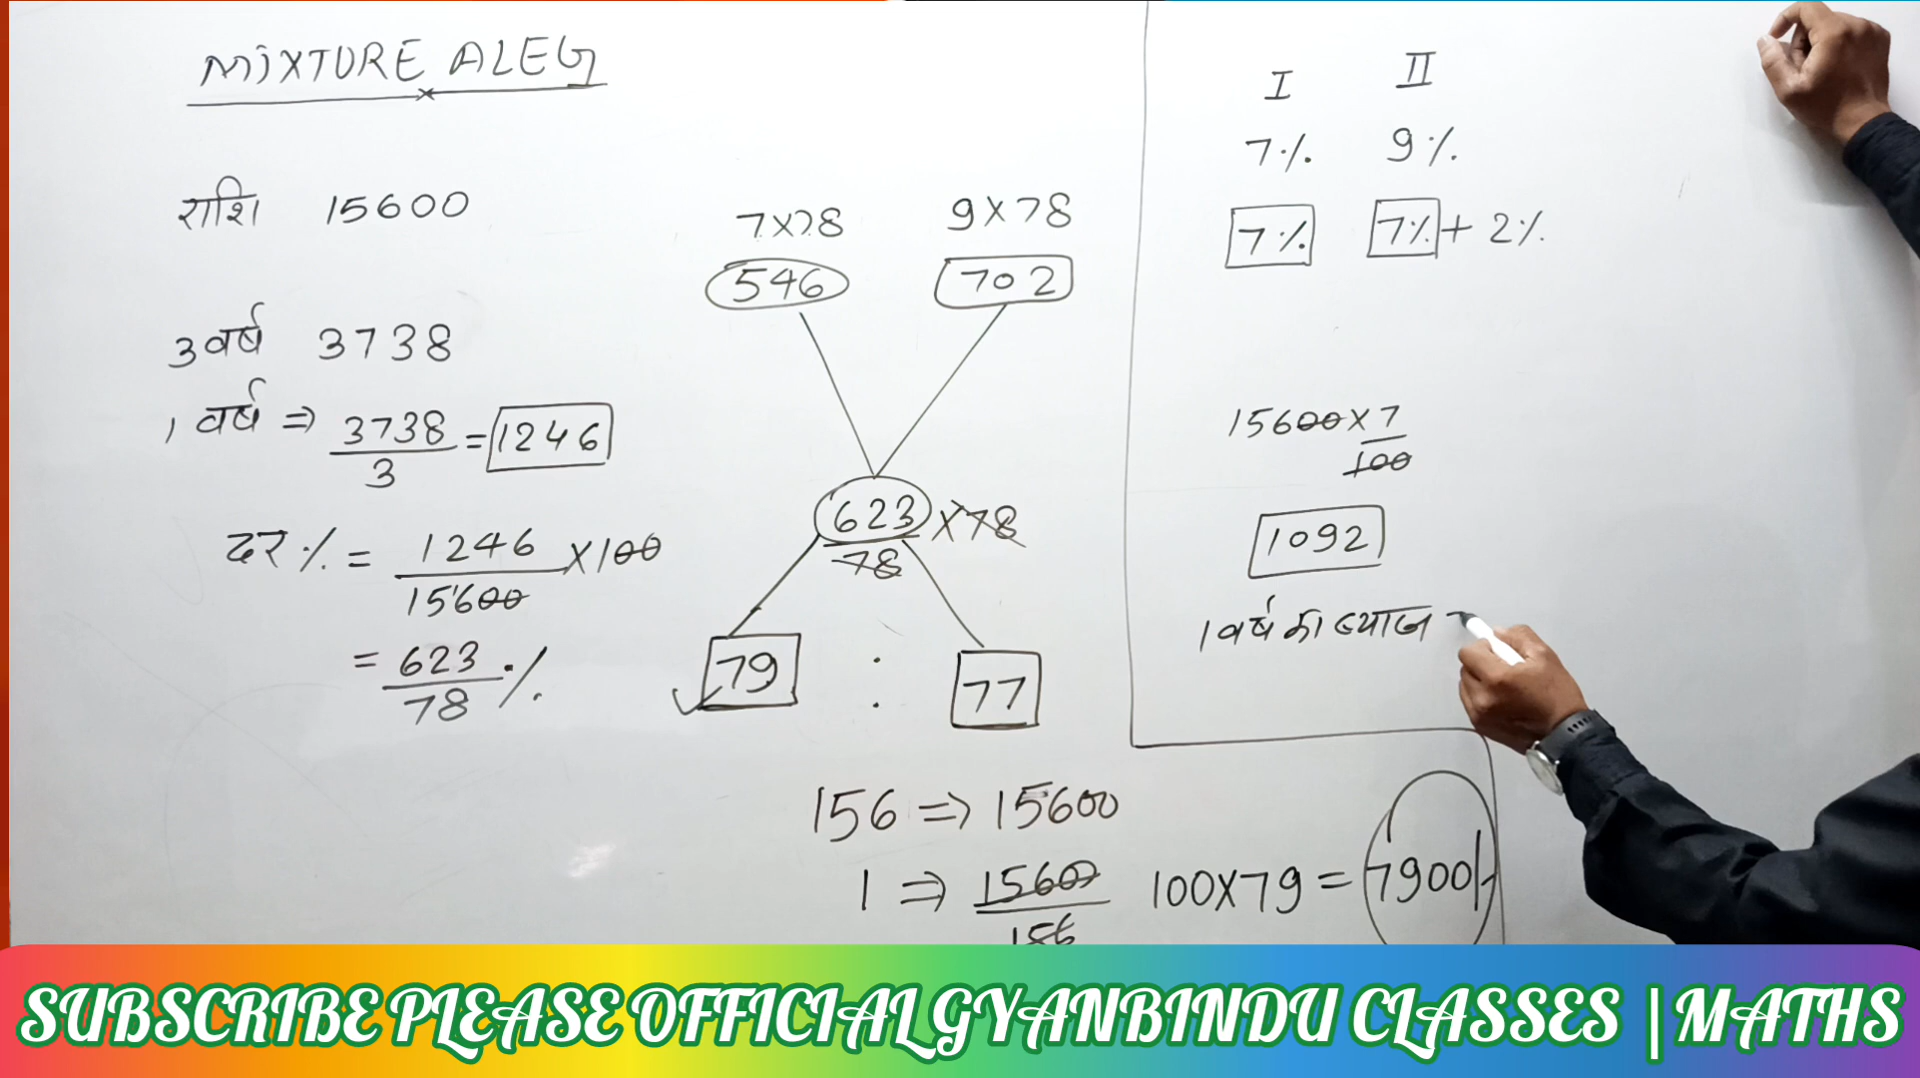 MIXTURE ALEG
राशि 15600
3 वर्ष 3738
1 वर्ष ⇒ 3738/3 = 1246
दर % = 1246/15600 × 100
= 623/78 %
7×78 9×78
546 702
623/78 ×78
79 : 77
156 ⇒ 15600
1 ⇒ 15600/156 100×79 = 7900/-
I II
7% 9%
7% 7% + 2%
15600×7/100
1092
1 वर्ष का ब्याज
SUBSCRIBE PLEASE OFFICIAL GYANBINDU CLASSES | MATHS